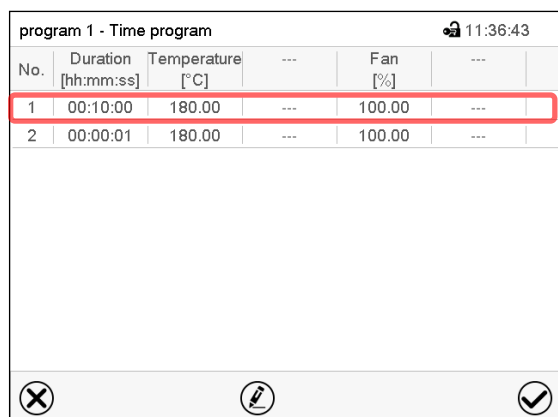 program 1 - Time program 11:36:43
No. Duration [hh:mm:ss] Temperature [°C] --- Fan [%] ---
1 00:10:00 180.00 --- 100.00 ---
2 00:00:01 180.00 --- 100.00 ---